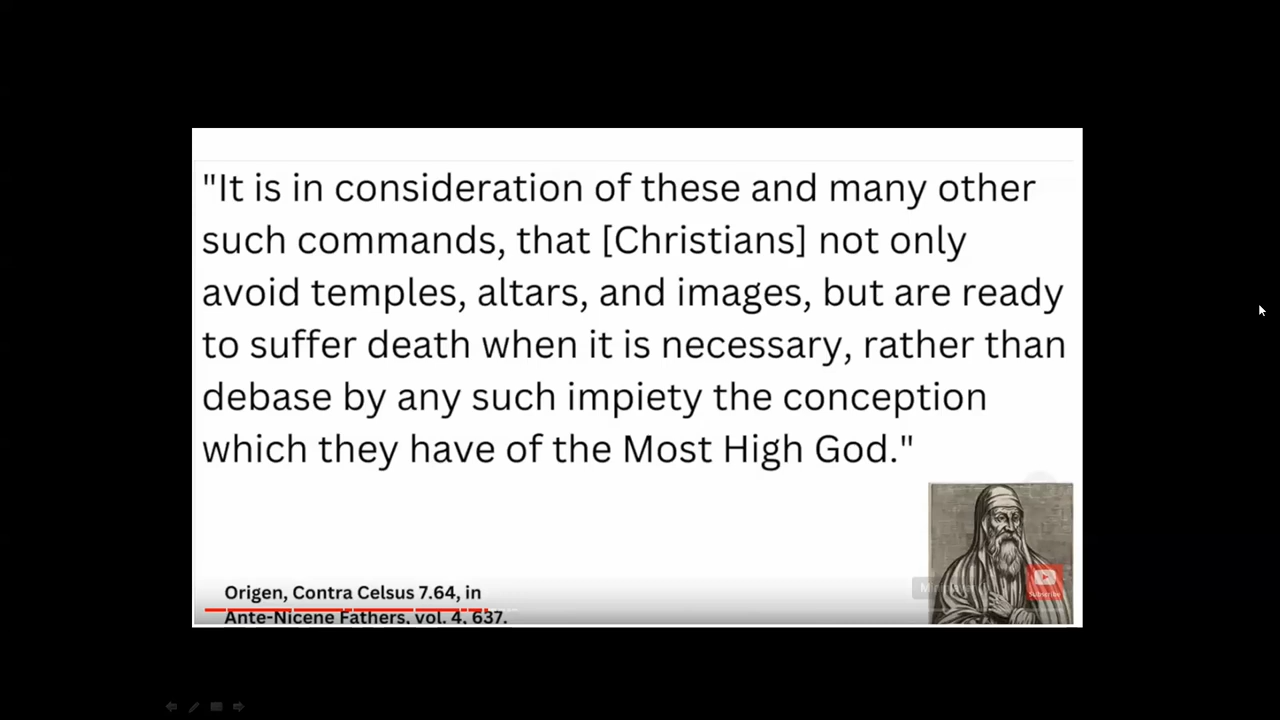 "It is in consideration of these and many other
such commands, that [Christians] not only
avoid temples, altars, and images, but are ready
to suffer death when it is necessary, rather than
debase by any such impiety the conception
which they have of the Most High God."
Origen, Contra Celsus 7.64, in
Ante-Nicene Fathers, vol. 4, 637.
Subscribe